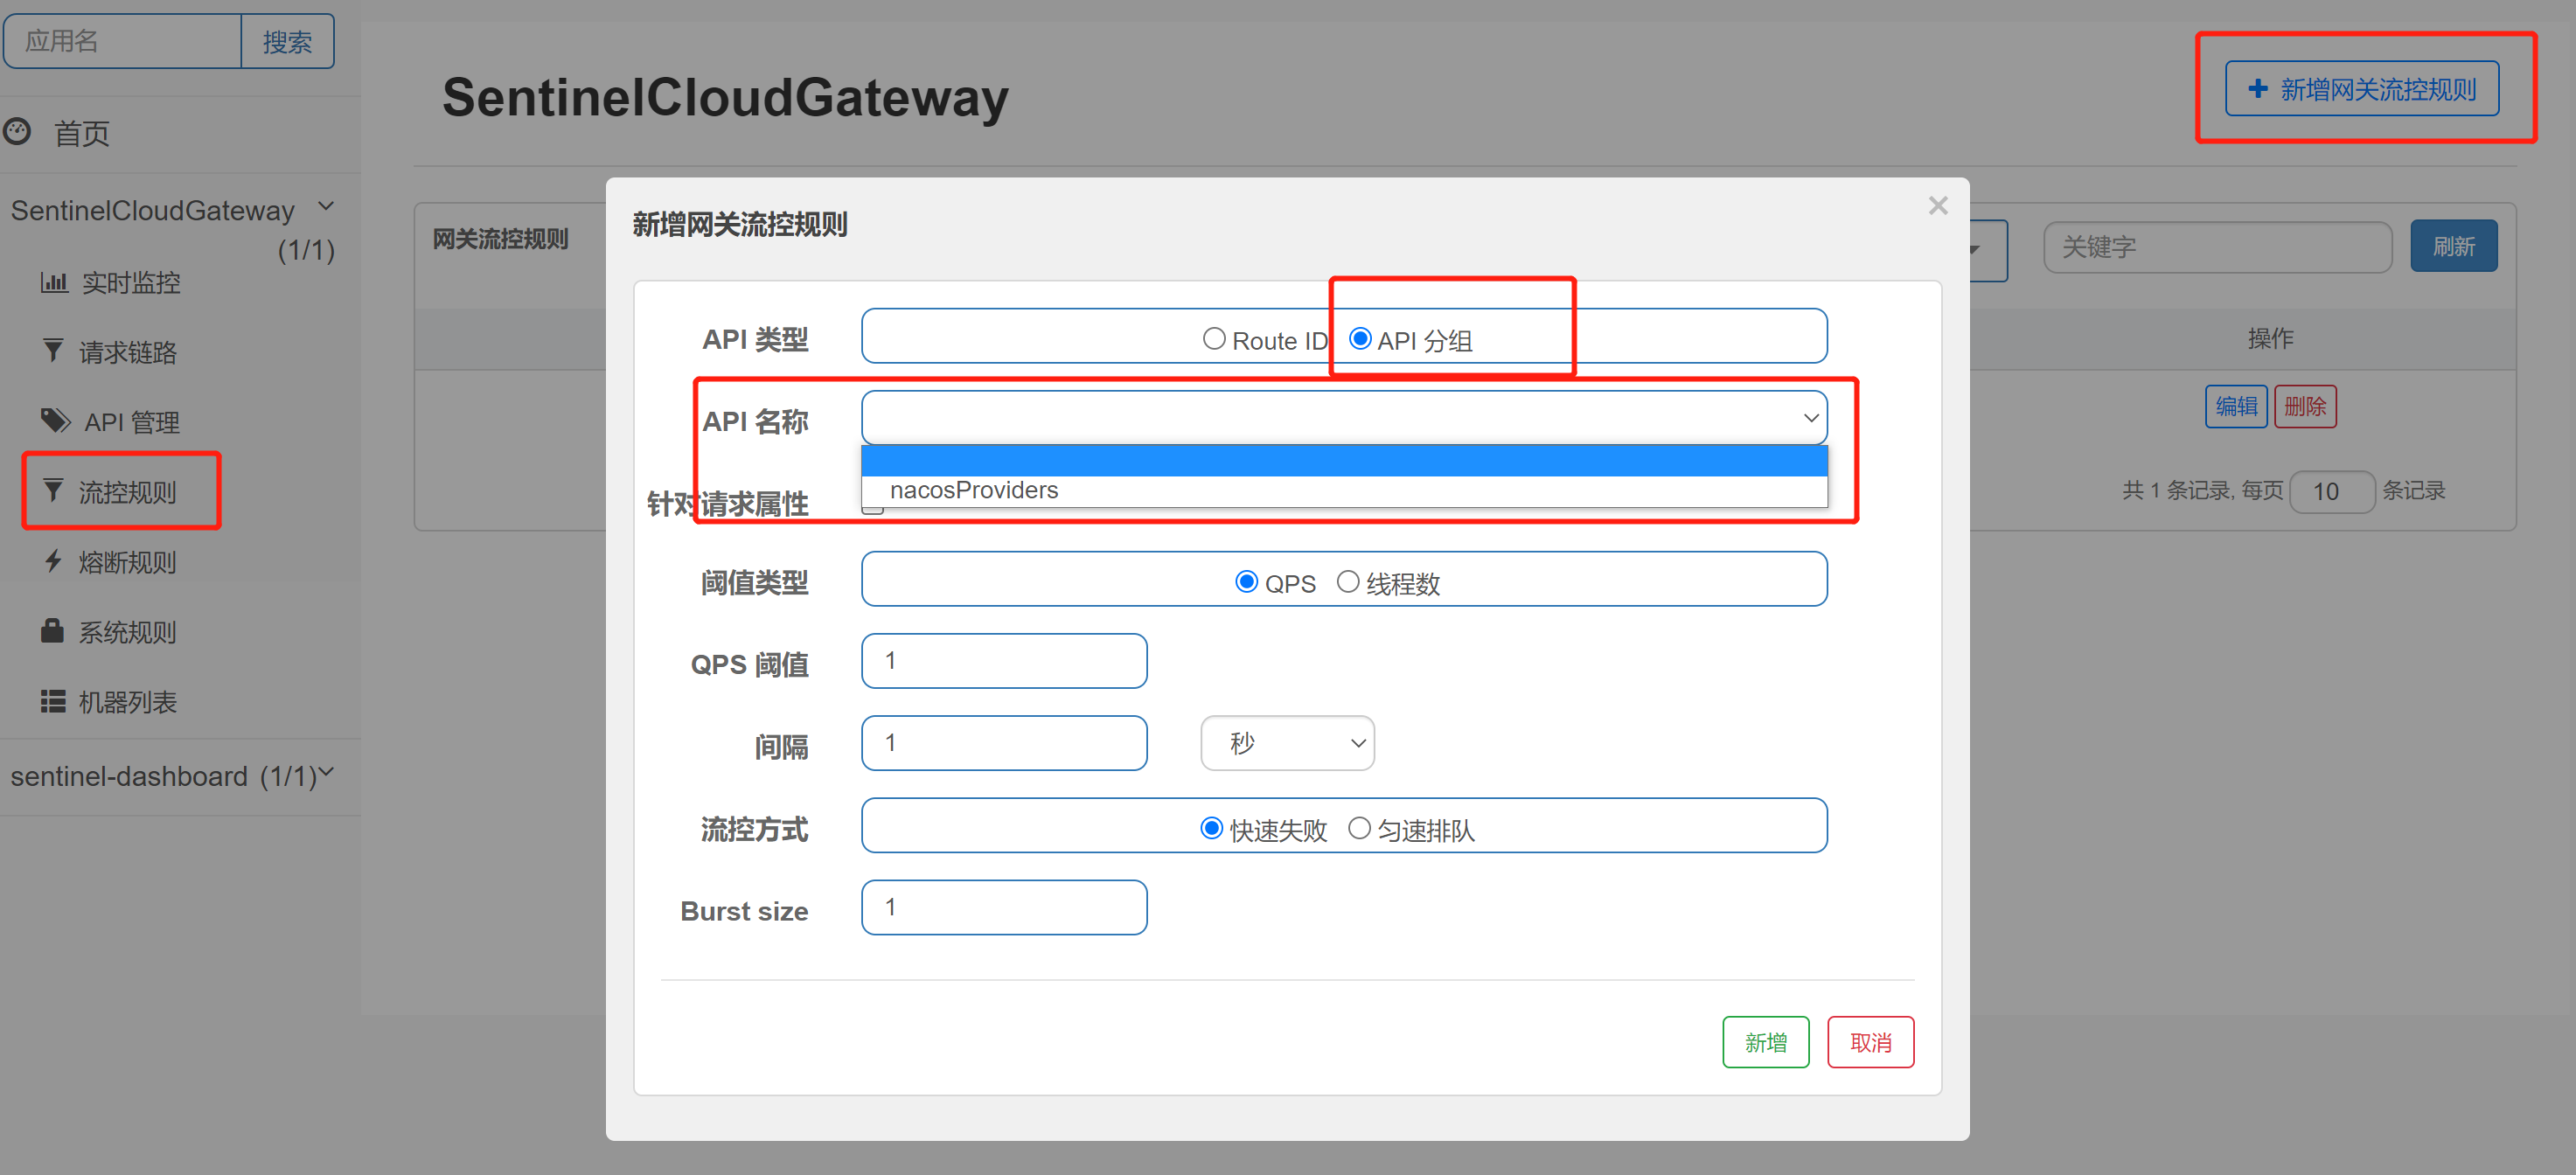 应用名 搜索
首页
SentinelCloudGateway
(1/1)
实时监控
请求链路
API 管理
流控规则
熔断规则
系统规则
机器列表
sentinel-dashboard (1/1)
SentinelCloudGateway
新增网关流控规则
网关流控规则
关键字
刷新
操作
编辑 删除
共 1 条记录, 每页 10 条记录
新增网关流控规则
×
API 类型
Route ID API 分组
API 名称
nacosProviders
针对请求属性
阈值类型
QPS 线程数
QPS 阈值
1
间隔
1
秒
流控方式
快速失败 匀速排队
Burst size
1
新增 取消